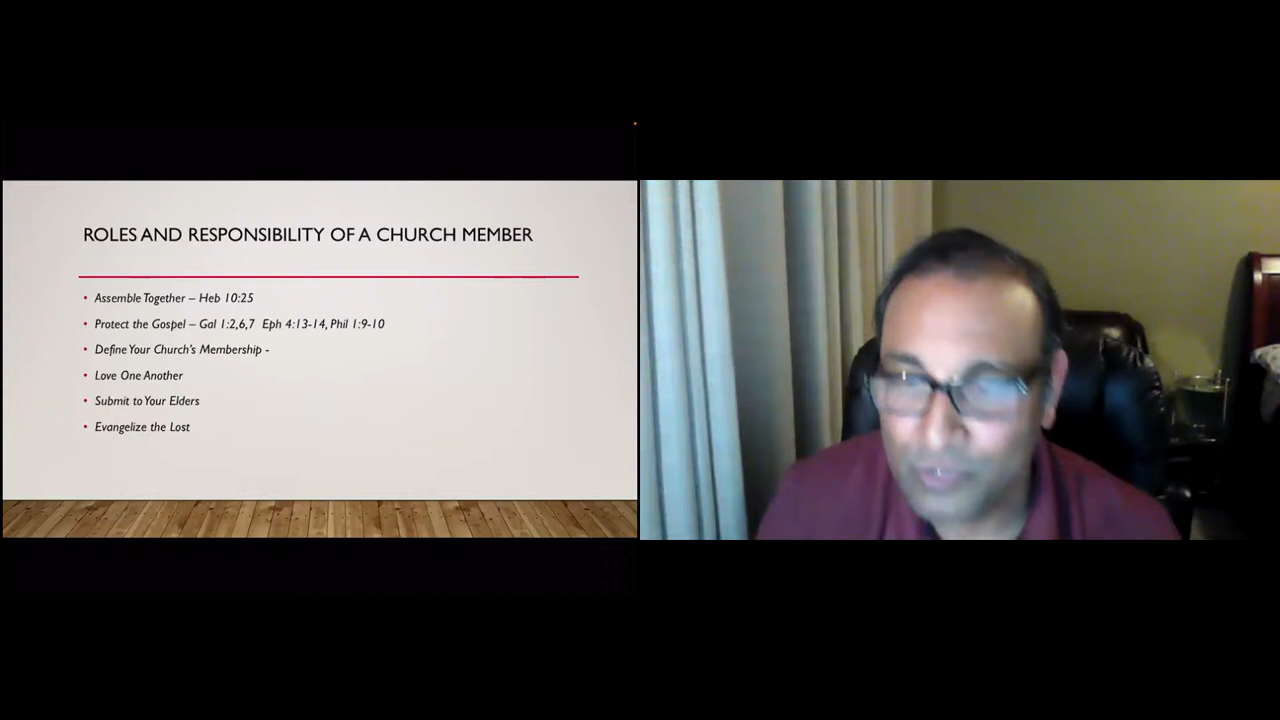 ROLES AND RESPONSIBILITY OF A CHURCH MEMBER
• Assemble Together – Heb 10:25
• Protect the Gospel – Gal 1:2,6,7 Eph 4:13-14, Phil 1:9-10
• Define Your Church's Membership -
• Love One Another
• Submit to Your Elders
• Evangelize the Lost